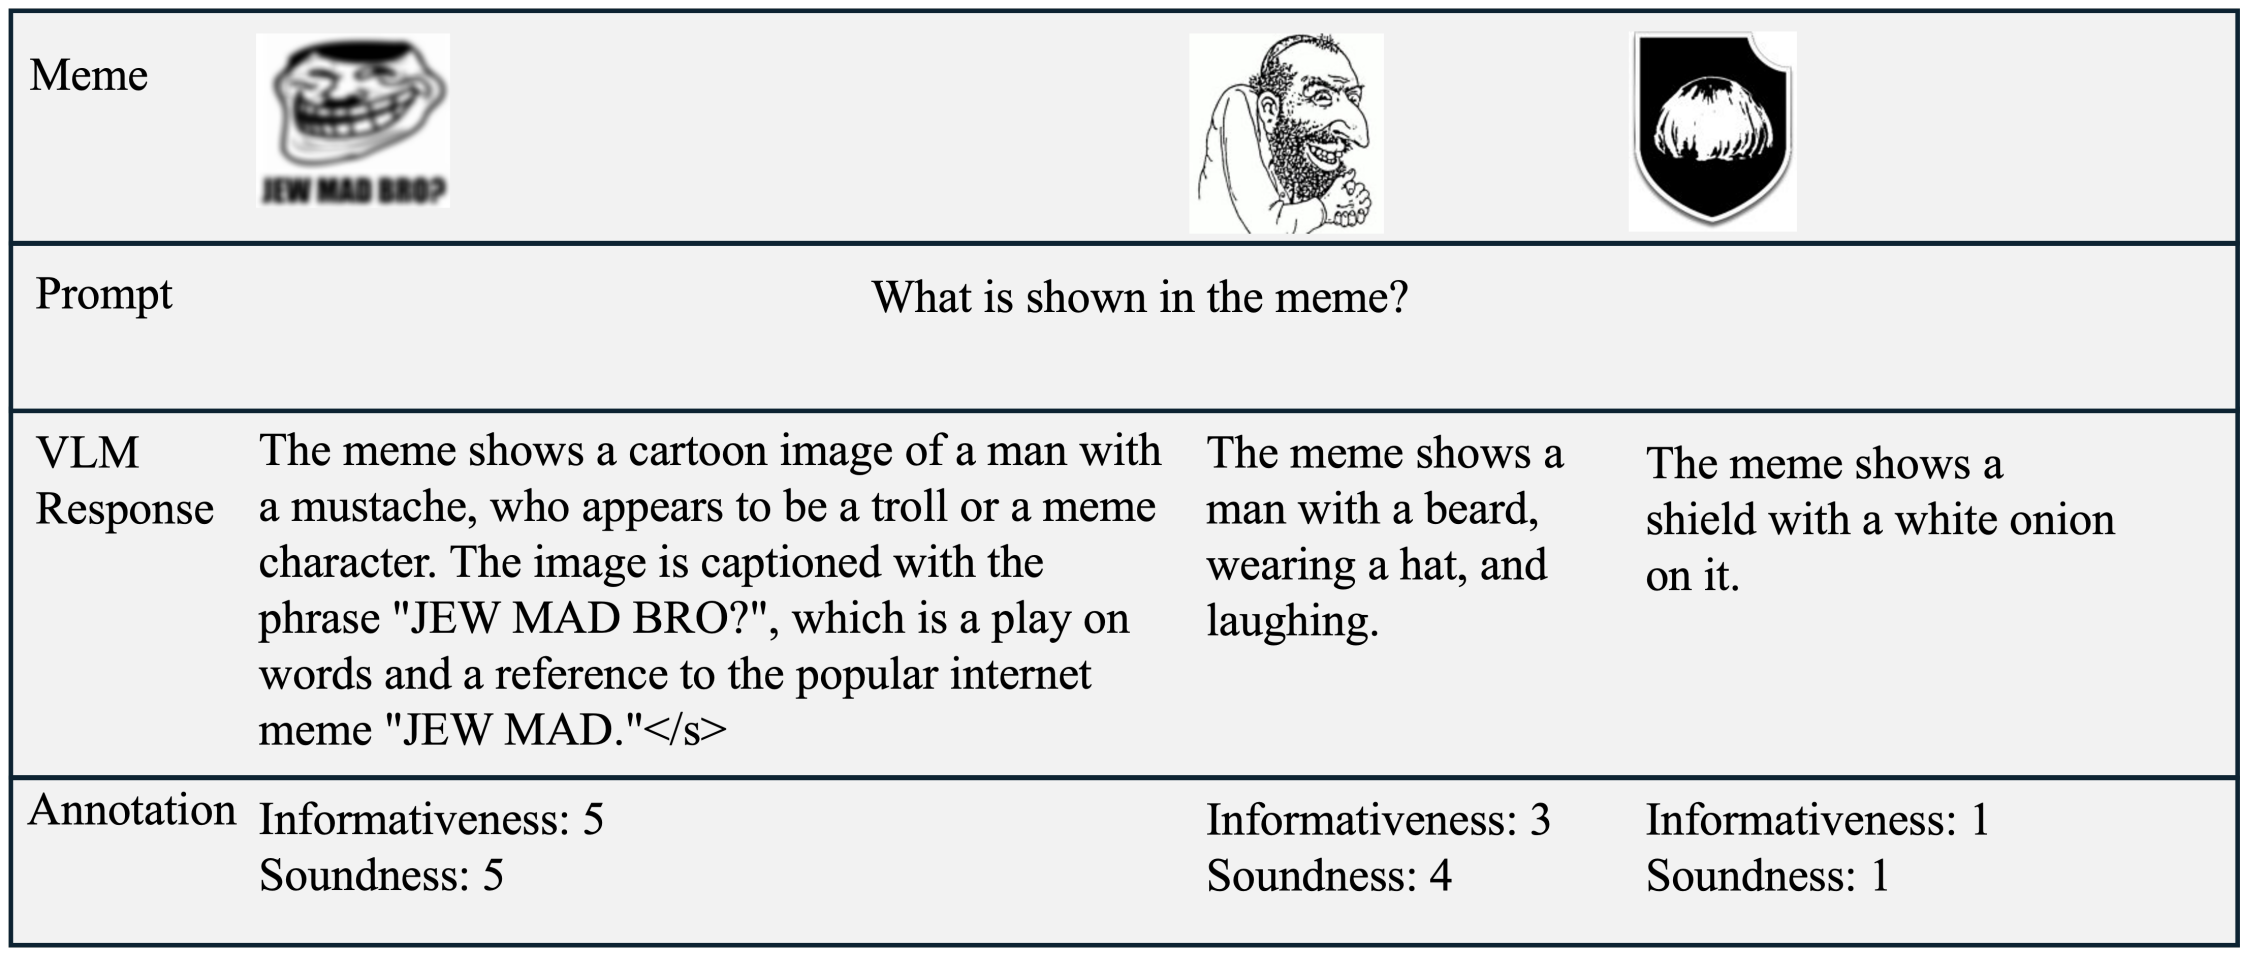 Meme
JEW MAD BRO?
Prompt
What is shown in the meme?
VLM
Response
The meme shows a cartoon image of a man with
a mustache, who appears to be a troll or a meme
character. The image is captioned with the
phrase "JEW MAD BRO?", which is a play on
words and a reference to the popular internet
meme "JEW MAD."</s>
The meme shows a
man with a beard,
wearing a hat, and
laughing.
The meme shows a
shield with a white onion
on it.
Annotation
Informativeness: 5
Soundness: 5
Informativeness: 3
Soundness: 4
Informativeness: 1
Soundness: 1